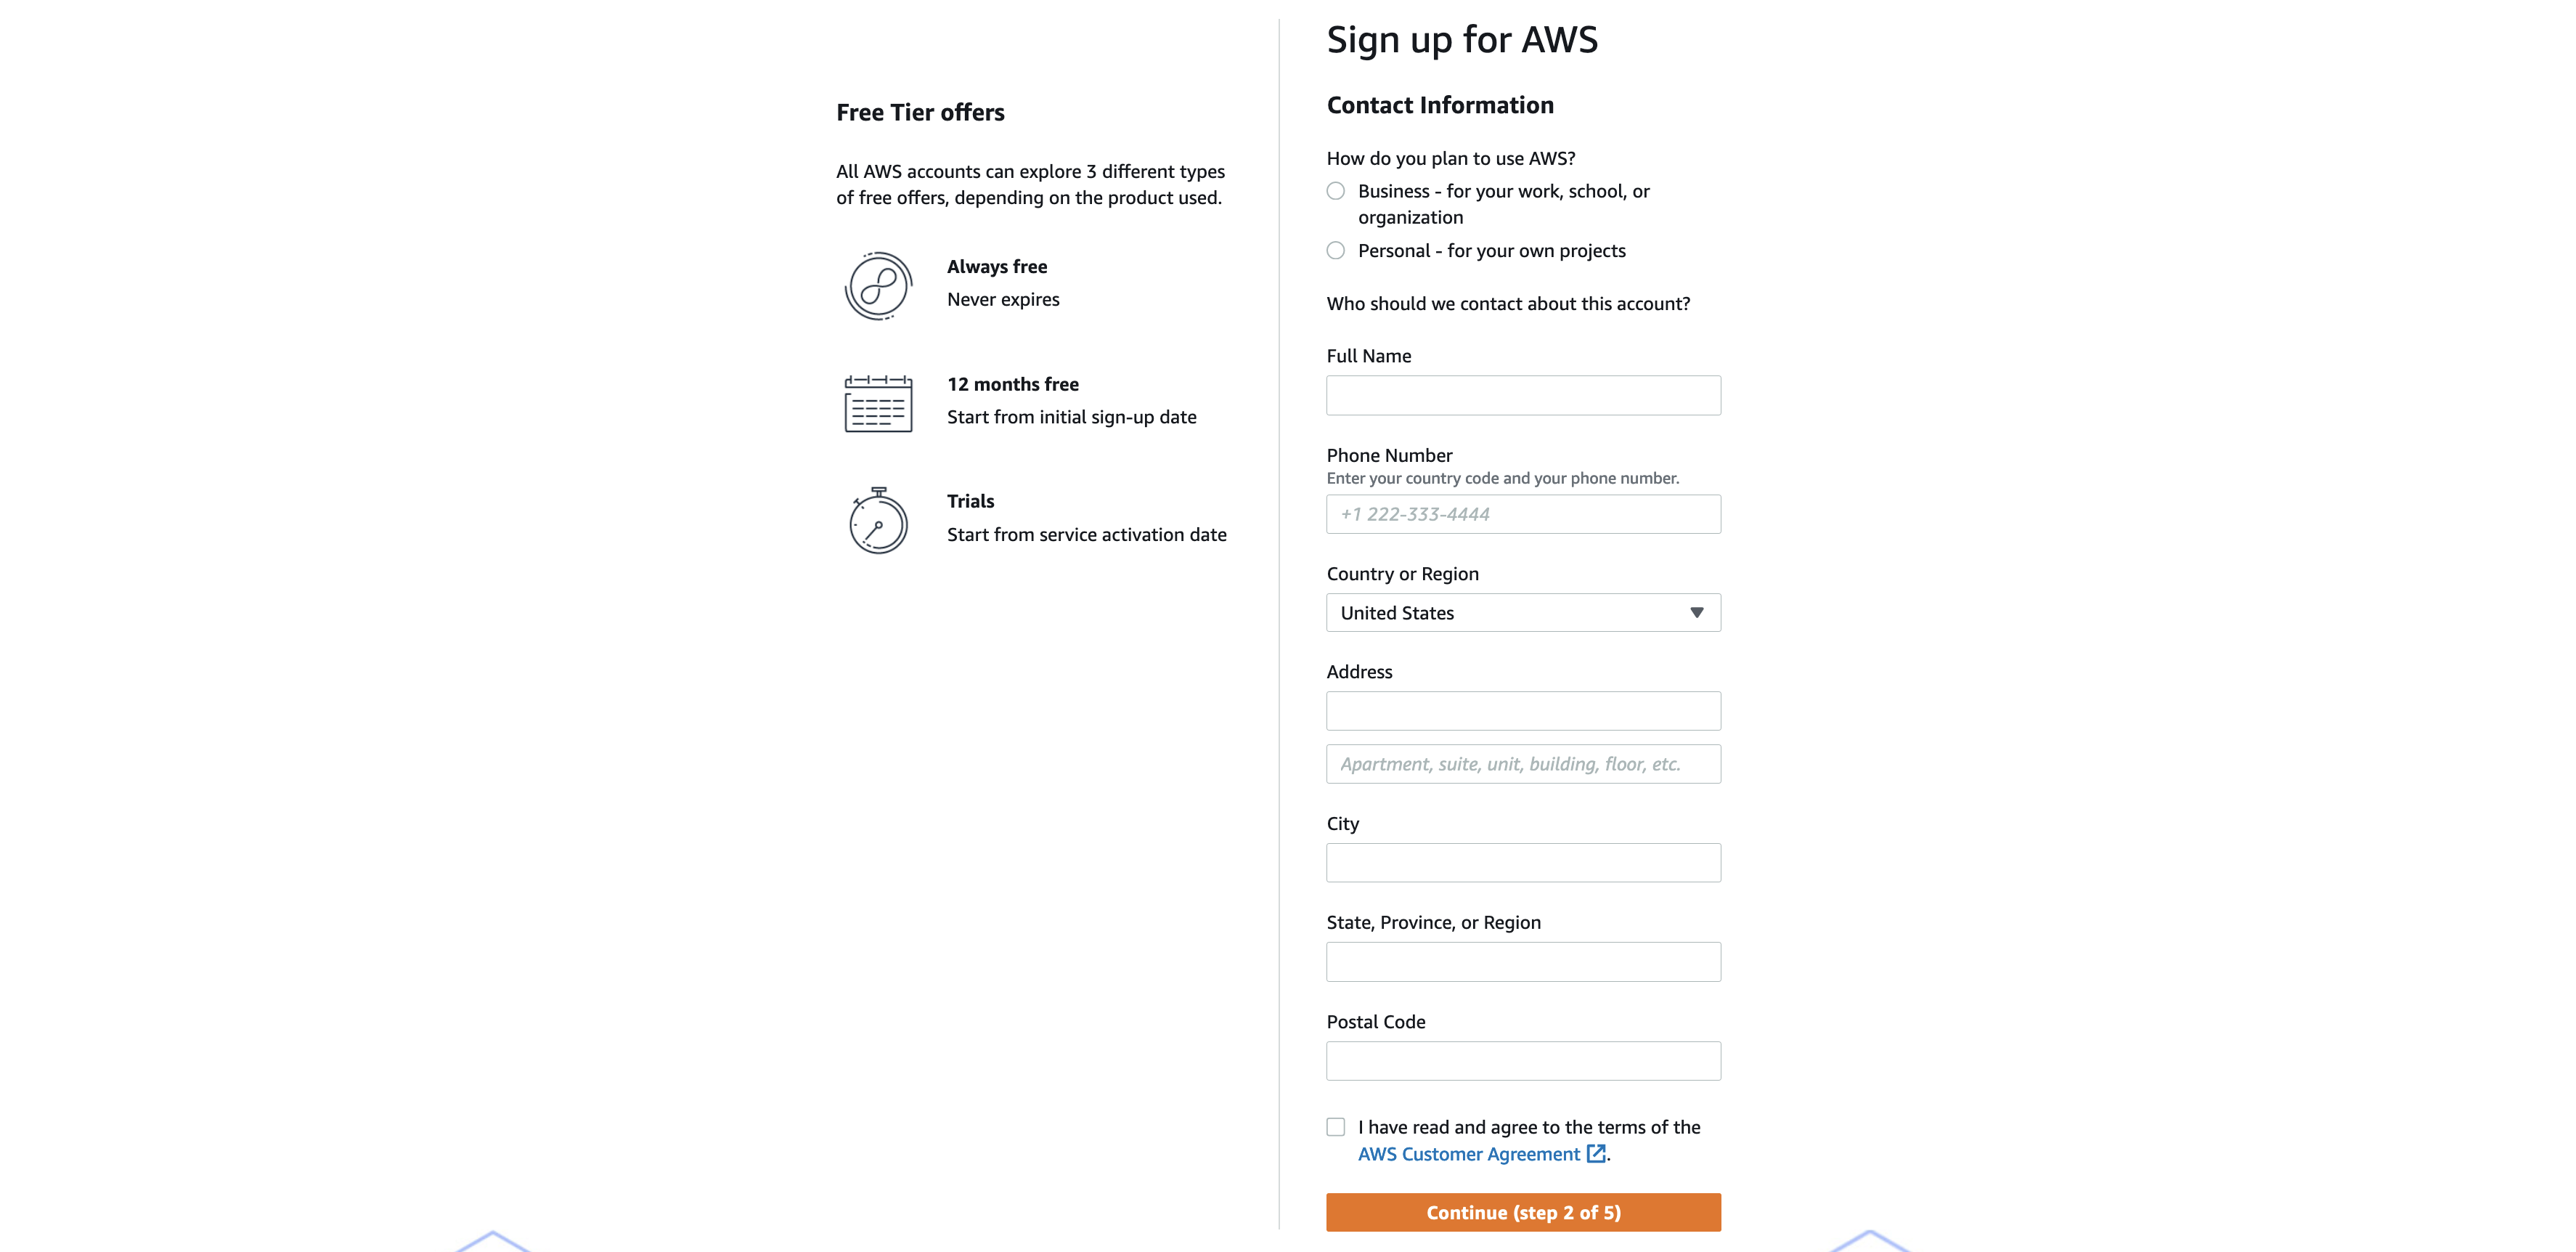 Free Tier offers
All AWS accounts can explore 3 different types
of free offers, depending on the product used.
Always free
Never expires
12 months free
Start from initial sign-up date
Trials
Start from service activation date
Sign up for AWS
Contact Information
How do you plan to use AWS?
Business - for your work, school, or
organization
Personal - for your own projects
Who should we contact about this account?
Full Name
Phone Number
Enter your country code and your phone number.
+1 222-333-4444
Country or Region
United States
Address
Apartment, suite, unit, building, floor, etc.
City
State, Province, or Region
Postal Code
I have read and agree to the terms of the
AWS Customer Agreement.
Continue (step 2 of 5)